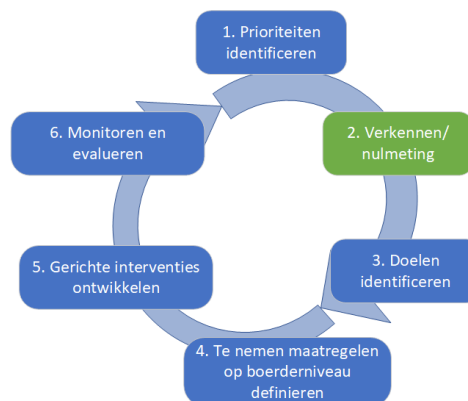 1. Prioriteiten
identificeren
2. Verkennen/
nulmeting
3. Doelen
identificeren
4. Te nemen maatregelen
op boerderniveau
definiëren
5. Gerichte interventies
ontwikkelen
6. Monitoren en
evalueren